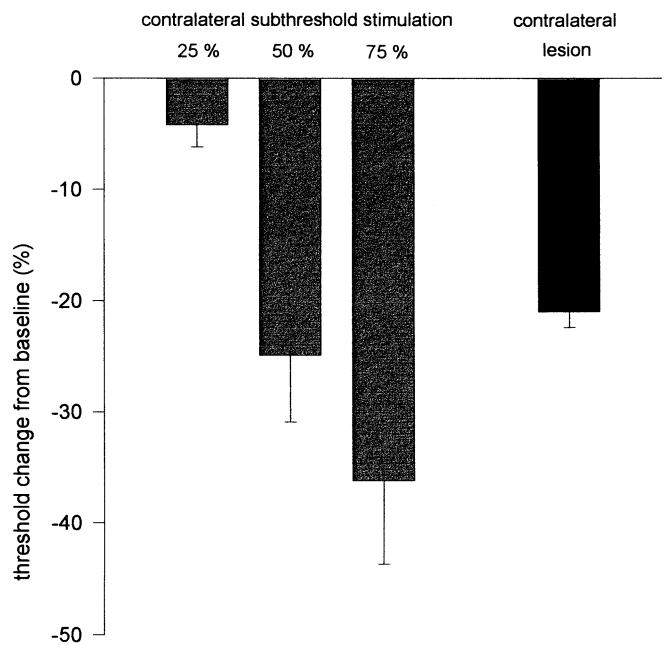 contralateral subthreshold stimulation
25 % 50 % 75 %
contralateral
lesion
threshold change from baseline (%)
0
-10
-20
-30
-40
-50